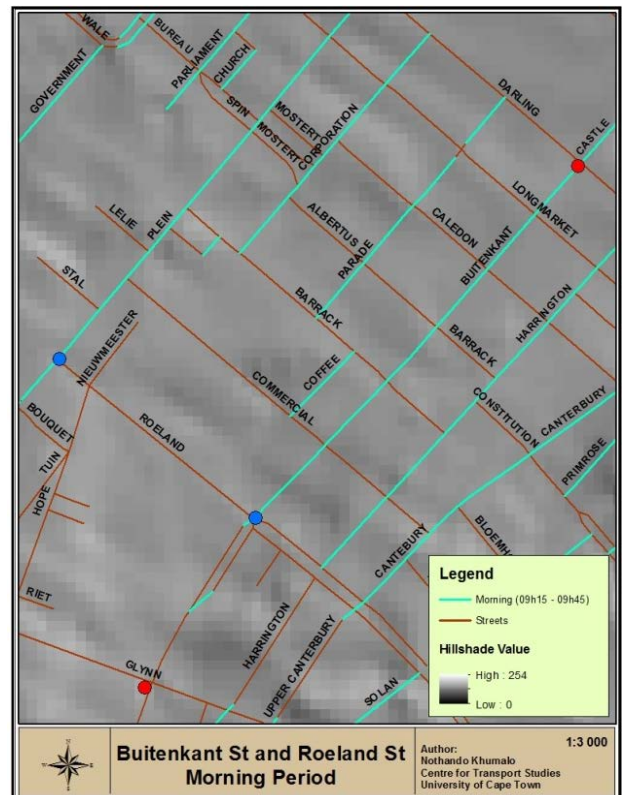 WALE
BUREAU
PARLIAMENT
GOVERNMENT
CHURCH
SPIN
MOSTERT
MOSTERT
CORPORATION
DARLING
CASTLE
LONGMARKET
LELIE
PLEIN
ALBERTUS
PARADE
CALEDON
BUITENKANT
STAL
BARRACK
HARRINGTON
NIEUWMEESTER
COFFEE
BARRACK
BOUQUET
ROELAND
COMMERCIAL
CONSTITUTION
CANTERBURY
TUIN
HOPE
PRIMROSE
CANTEBURY
BLOEMH
RIET
HARRINGTON
GLYNN
UPPER CANTERBURY
SOLAN
Legend
Morning (09h15 - 09h45)
Streets
Hillshade Value
High : 254
Low : 0
N
E
S
W
Buitenkant St and Roeland St
Morning Period
1:3 000
Author:
Nothando Khumalo
Centre for Transport Studies
University of Cape Town